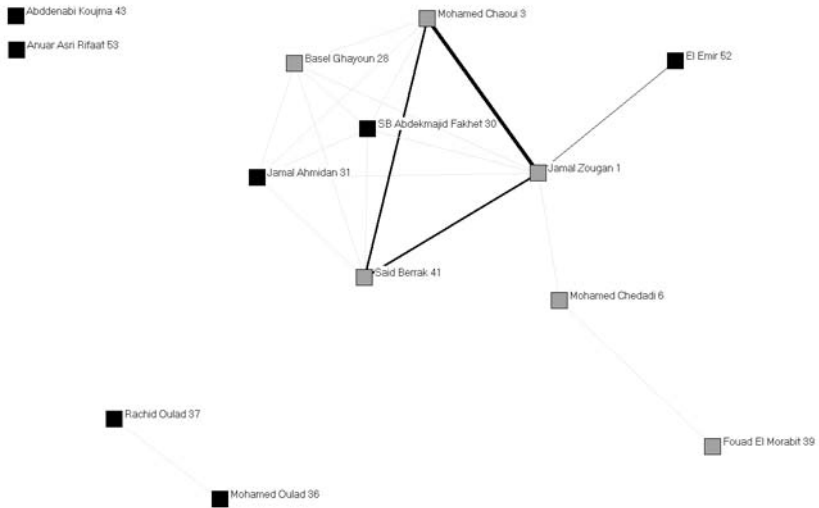 Abddenabi Koujma 43
Mohamed Chaoui 3
Anuar Asri Rifaat 53
Basel Ghayoun 28
El Emir 52
SB Abdekmajid Fakhet 30
Jamal Ahmidan 31
Jamal Zougan 1
Said Berrak 41
Mohamed Chedadi 6
Rachid Oulad 37
Fouad El Morabit 39
Mohamed Oulad 36